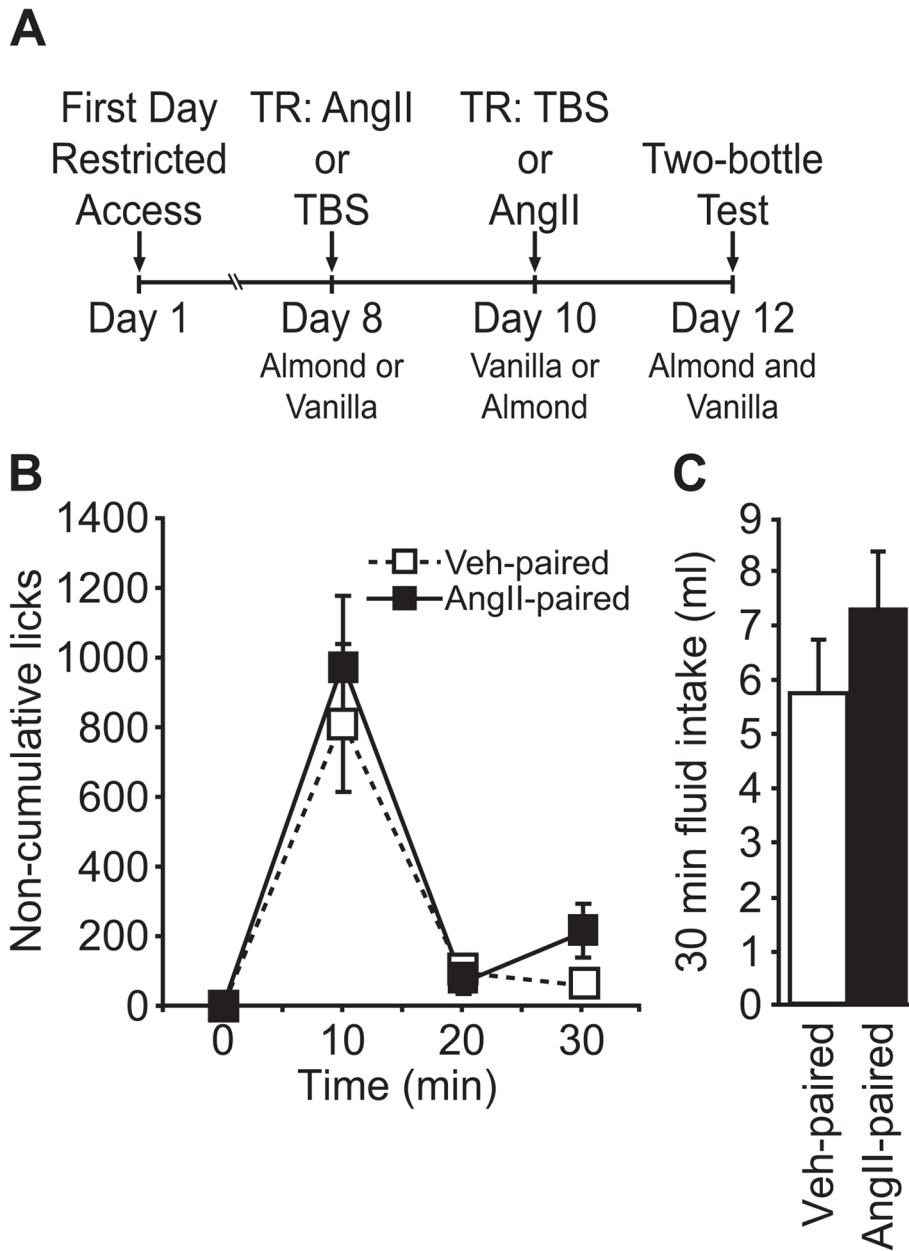 A
First Day
Restricted
Access
TR: AngII
or
TBS
TR: TBS
or
AngII
Two-bottle
Test
Day 1
Day 8
Day 10
Day 12
Almond or
Vanilla
Vanilla or
Almond
Almond and
Vanilla
B
Non-cumulative licks
1400
1200
1000
800
600
400
200
0
Veh-paired
AngII-paired
0
10
20
30
Time (min)
C
30 min fluid intake (ml)
9
8
7
6
5
4
3
2
1
0
Veh-paired
AngII-paired